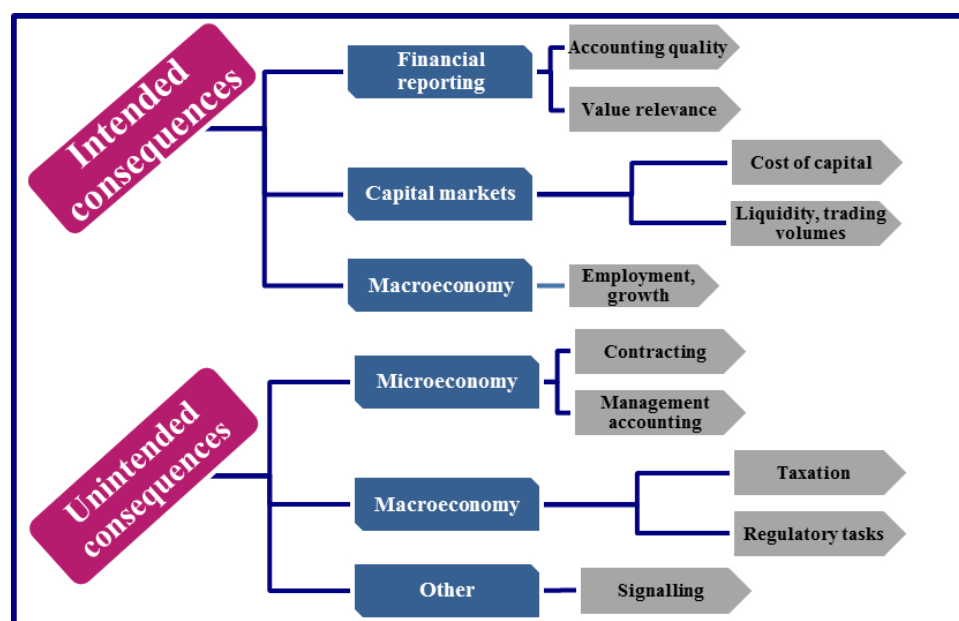 Intended
consequences
Financial
reporting
Accounting quality
Value relevance
Capital markets
Cost of capital
Liquidity, trading
volumes
Macroeconomy
Employment,
growth
Unintended
consequences
Microeconomy
Contracting
Management
accounting
Macroeconomy
Taxation
Regulatory tasks
Other
Signalling